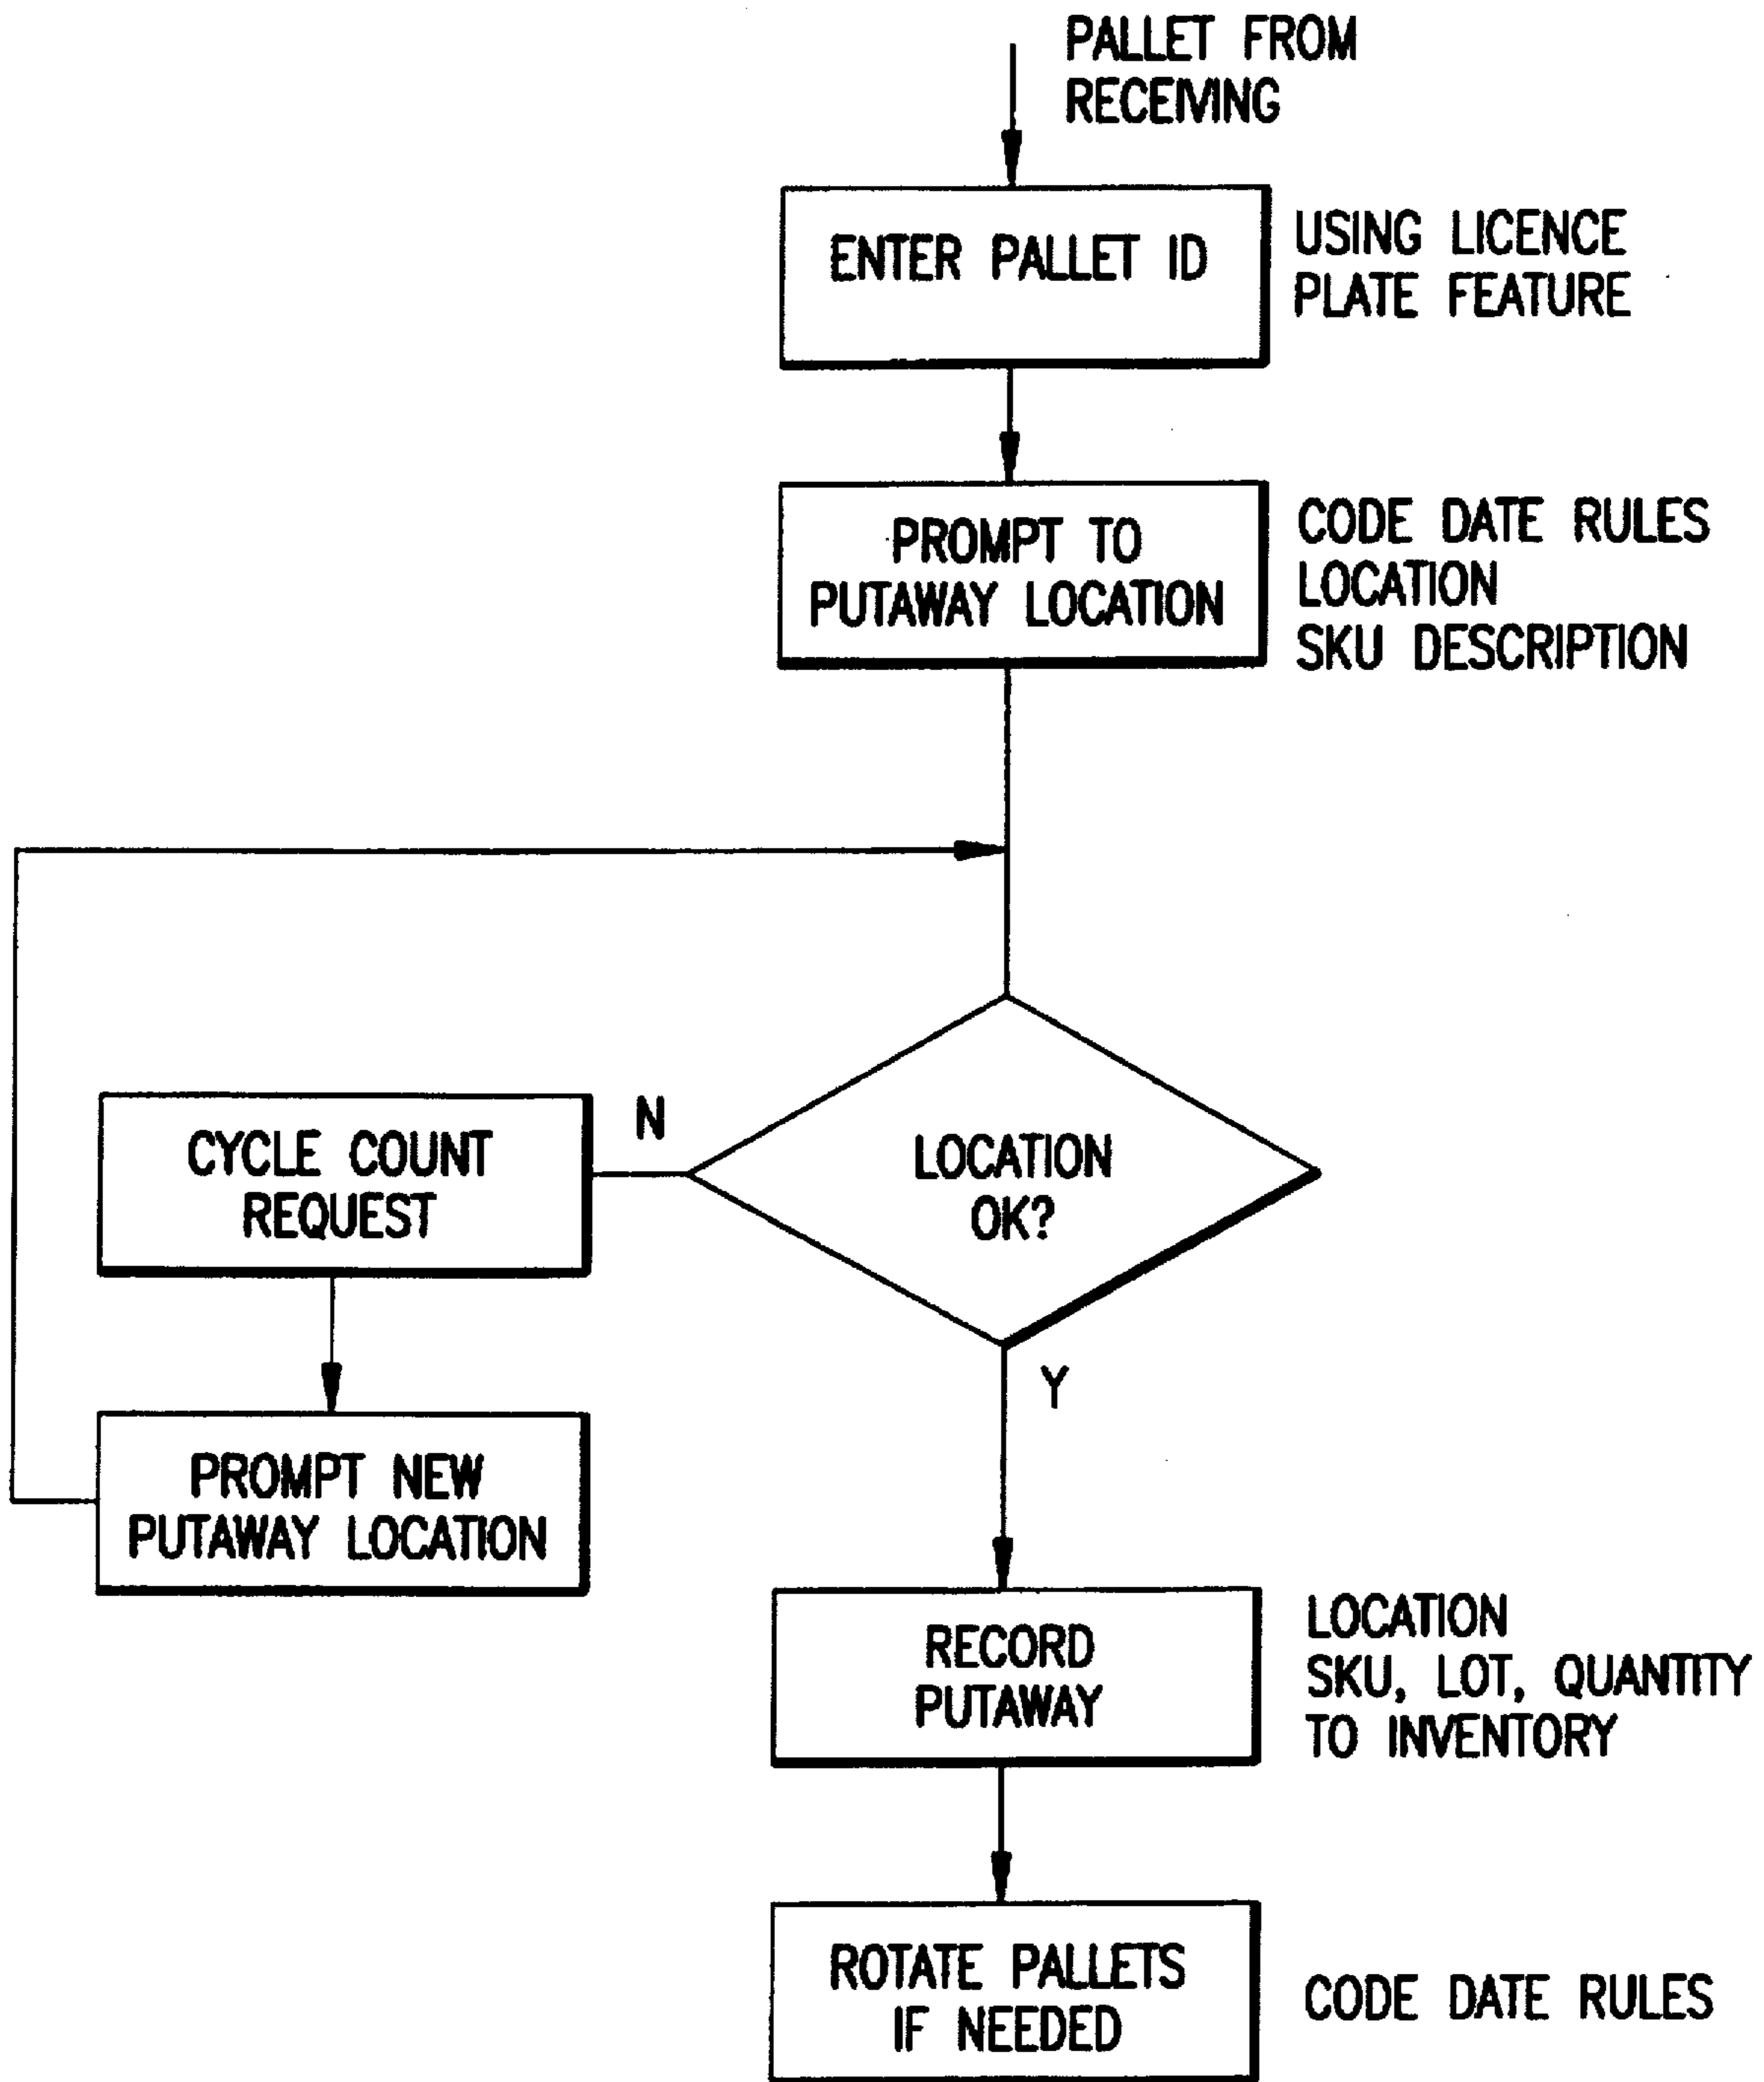 PALLET FROM
RECEIVING
ENTER PALLET ID
USING LICENCE
PLATE FEATURE
PROMPT TO
PUTAWAY LOCATION
CODE DATE RULES
LOCATION
SKU DESCRIPTION
LOCATION
OK?
N
CYCLE COUNT
REQUEST
Y
PROMPT NEW
PUTAWAY LOCATION
RECORD
PUTAWAY
LOCATION
SKU, LOT, QUANTITY
TO INVENTORY
ROTATE PALLETS
IF NEEDED
CODE DATE RULES